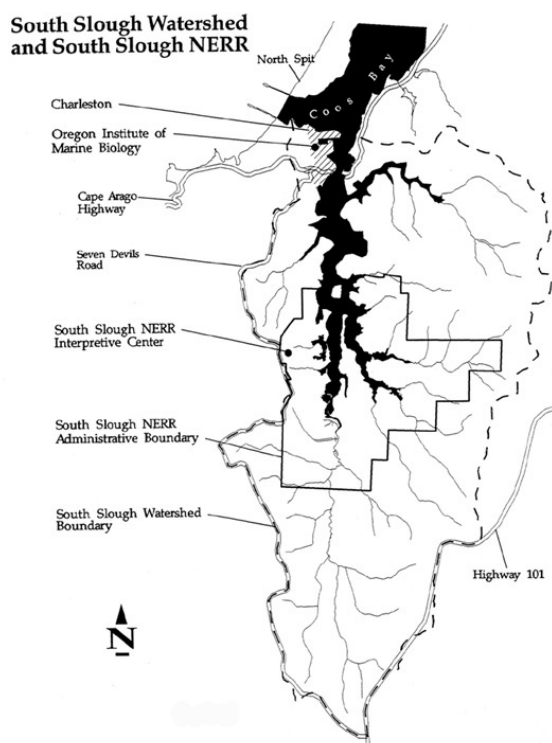 South Slough Watershed
and South Slough NERR
North Spit
Coos Bay
Charleston
Oregon Institute of
Marine Biology
Cape Arago
Highway
Seven Devils
Road
South Slough NERR
Interpretive Center
South Slough NERR
Administrative Boundary
South Slough Watershed
Boundary
Highway 101
N